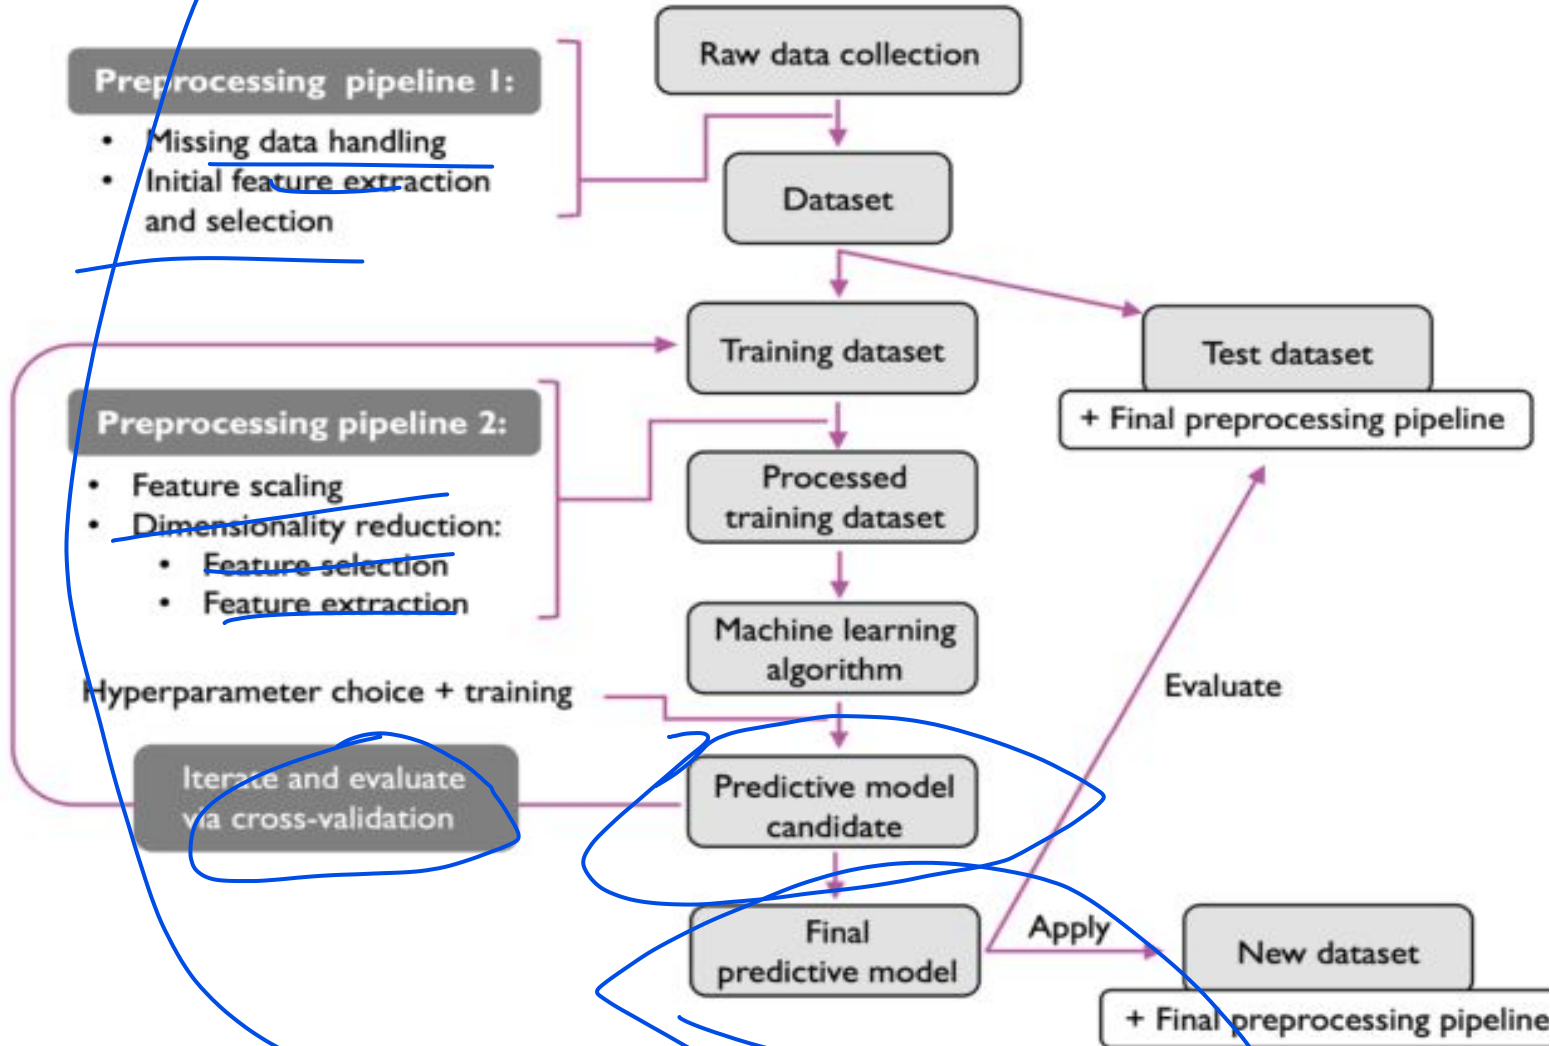 Raw data collection
Preprocessing pipeline 1:
• Missing data handling
• Initial feature extraction
and selection
Dataset
Training dataset
Test dataset
+ Final preprocessing pipeline
Preprocessing pipeline 2:
• Feature scaling
• Dimensionality reduction:
• Feature selection
• Feature extraction
Processed
training dataset
Machine learning
algorithm
Hyperparameter choice + training
Evaluate
Iterate and evaluate
via cross-validation
Predictive model
candidate
Final
predictive model
Apply
New dataset
+ Final preprocessing pipeline